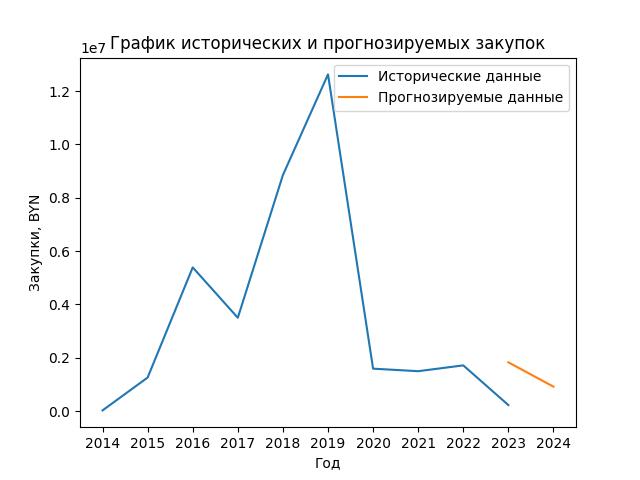 График исторических и прогнозируемых закупок
1e7
Исторические данные
Прогнозируемые данные
1.2
1.0
0.8
0.6
0.4
0.2
0.0
Закупки, BYN
2014 2015 2016 2017 2018 2019 2020 2021 2022 2023 2024
Год